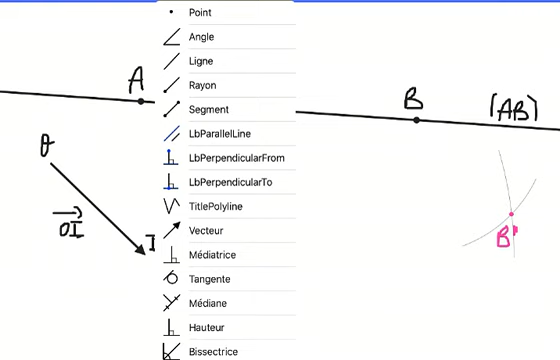 Point
Angle
Ligne
Rayon
Segment
LbParallelLine
LbPerpendicularFrom
LbPerpendicularTo
TitlePolyline
Vecteur
Médiatrice
Tangente
Médiane
Hauteur
Bissectrice
A
B
(AB)
OI
I
B